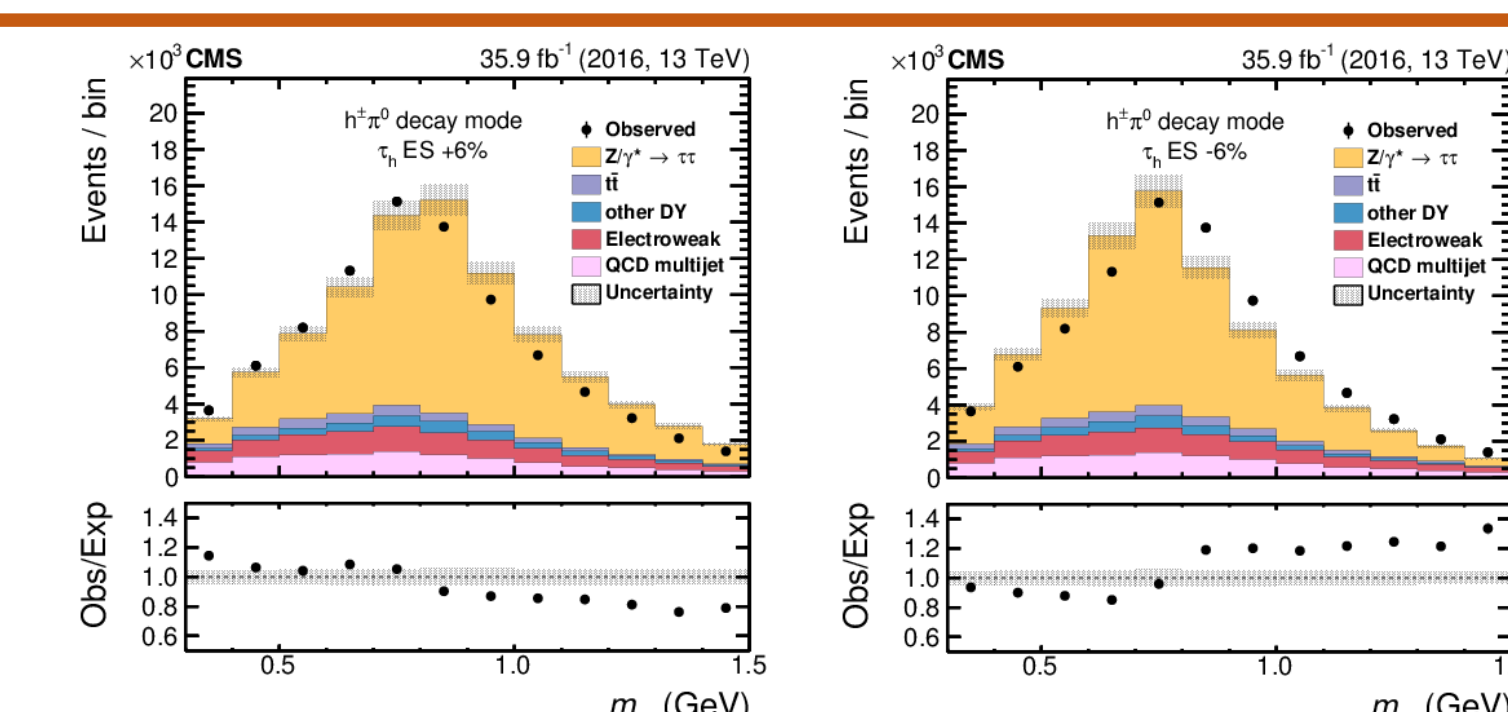 ×10³ CMS 35.9 fb⁻¹ (2016, 13 TeV)
Events / bin
h±π⁰ decay mode
τh ES +6%
Observed
Z/γ* → ττ
tt̄
other DY
Electroweak
QCD multijet
Uncertainty
20
18
16
14
12
10
8
6
4
2
0
Obs/Exp
1.4
1.2
1.0
0.8
0.6
0.5 1.0 1.5
m (GeV)
×10³ CMS 35.9 fb⁻¹ (2016, 13 TeV)
Events / bin
h±π⁰ decay mode
τh ES -6%
Observed
Z/γ* → ττ
tt̄
other DY
Electroweak
QCD multijet
Uncertainty
20
18
16
14
12
10
8
6
4
2
0
Obs/Exp
1.4
1.2
1.0
0.8
0.6
0.5 1.0 1
m (GeV)